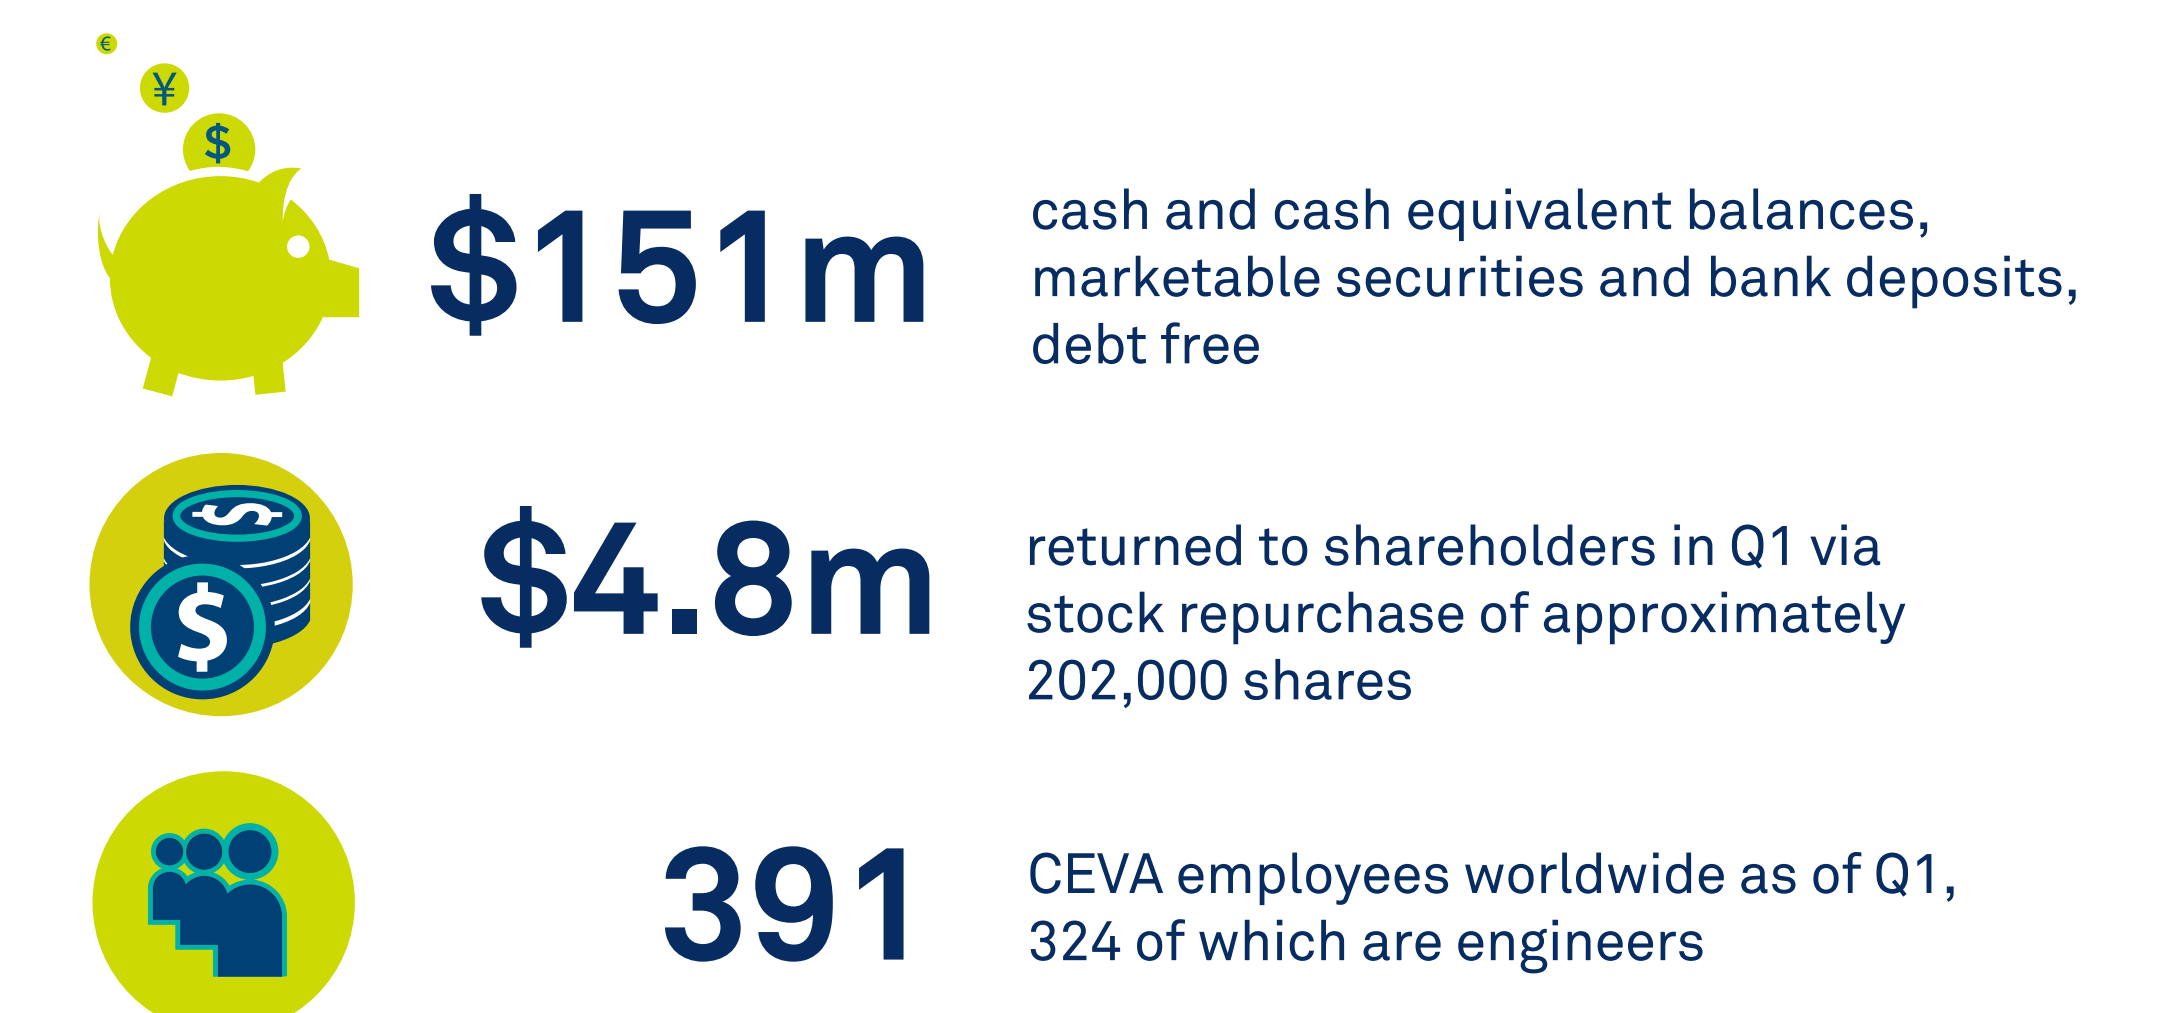 €
¥
$
$151m
cash and cash equivalent balances,
marketable securities and bank deposits,
debt free
$
$
$4.8m
returned to shareholders in Q1 via
stock repurchase of approximately
202,000 shares
391
CEVA employees worldwide as of Q1,
324 of which are engineers